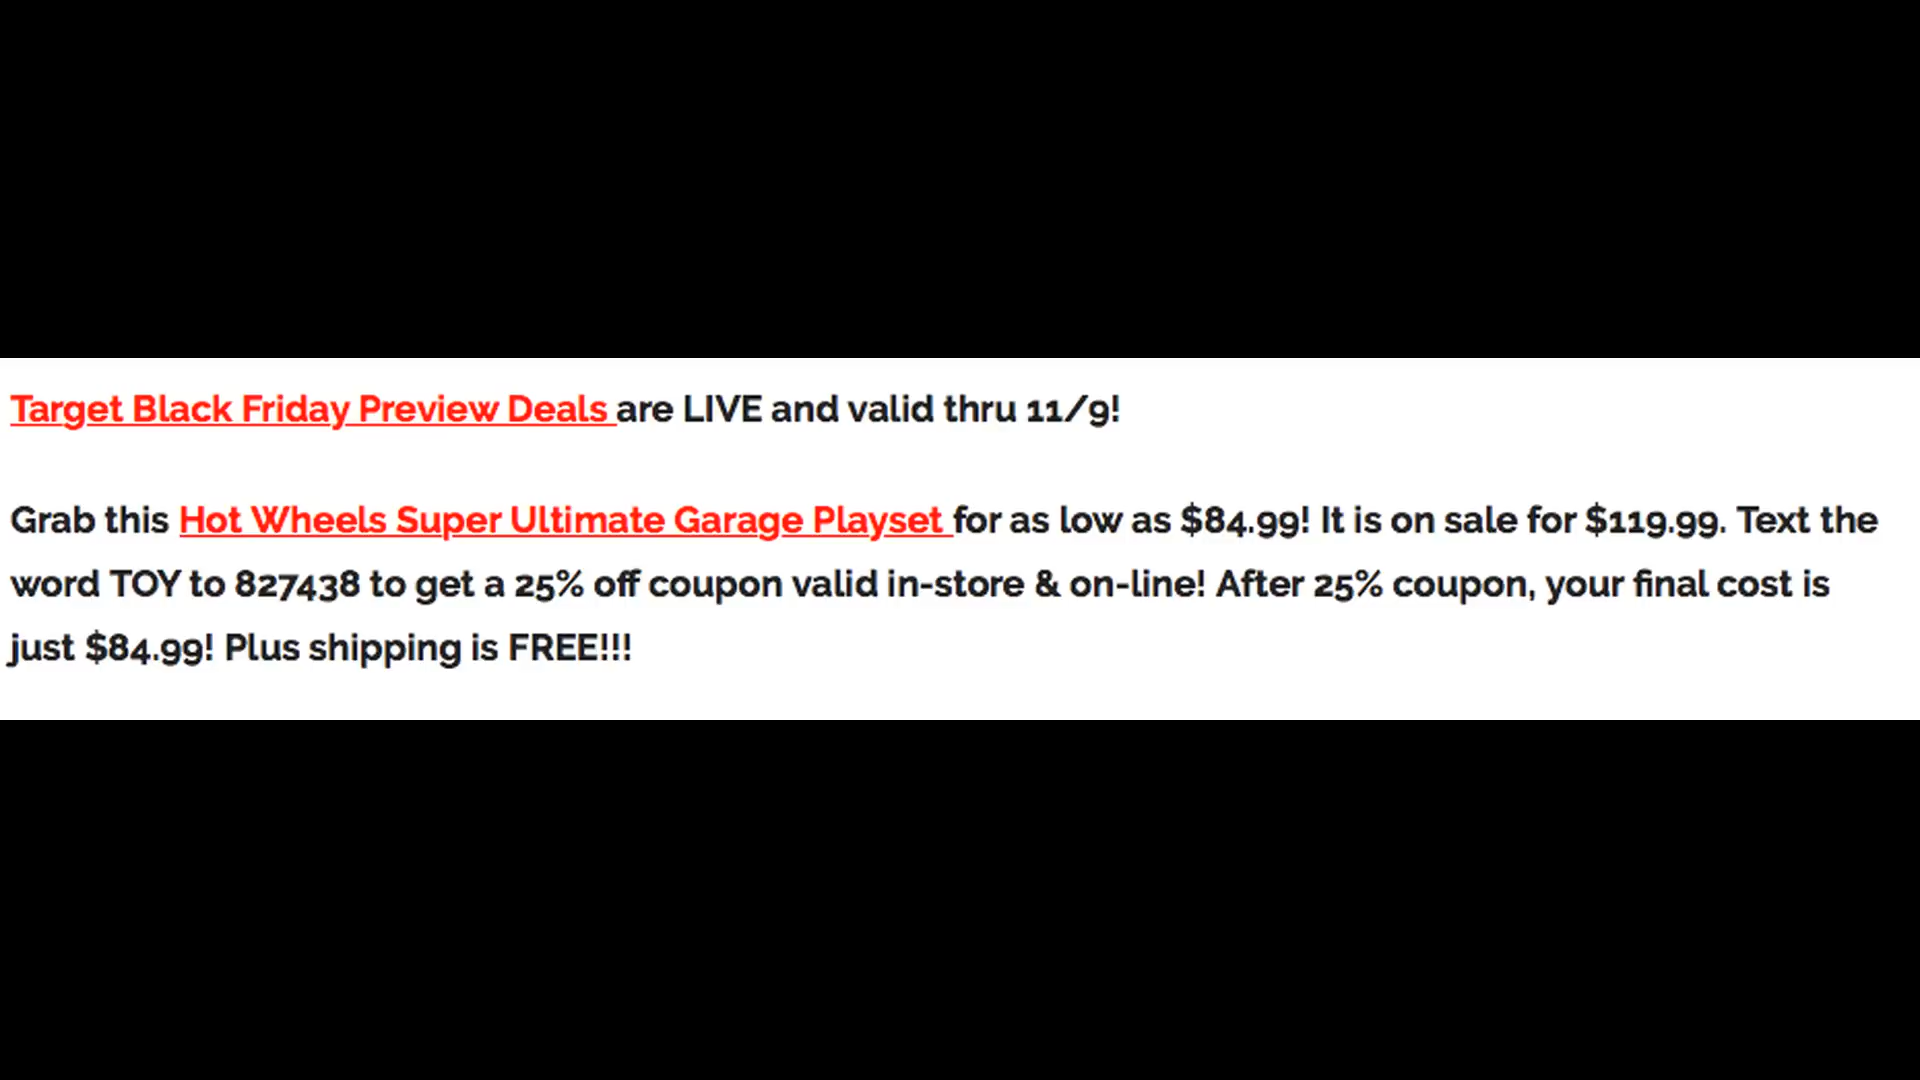 Target Black Friday Preview Deals are LIVE and valid thru 11/9!
Grab this Hot Wheels Super Ultimate Garage Playset for as low as $84.99! It is on sale for $119.99. Text the
word TOY to 827438 to get a 25% off coupon valid in-store & on-line! After 25% coupon, your final cost is
just $84.99! Plus shipping is FREE!!!